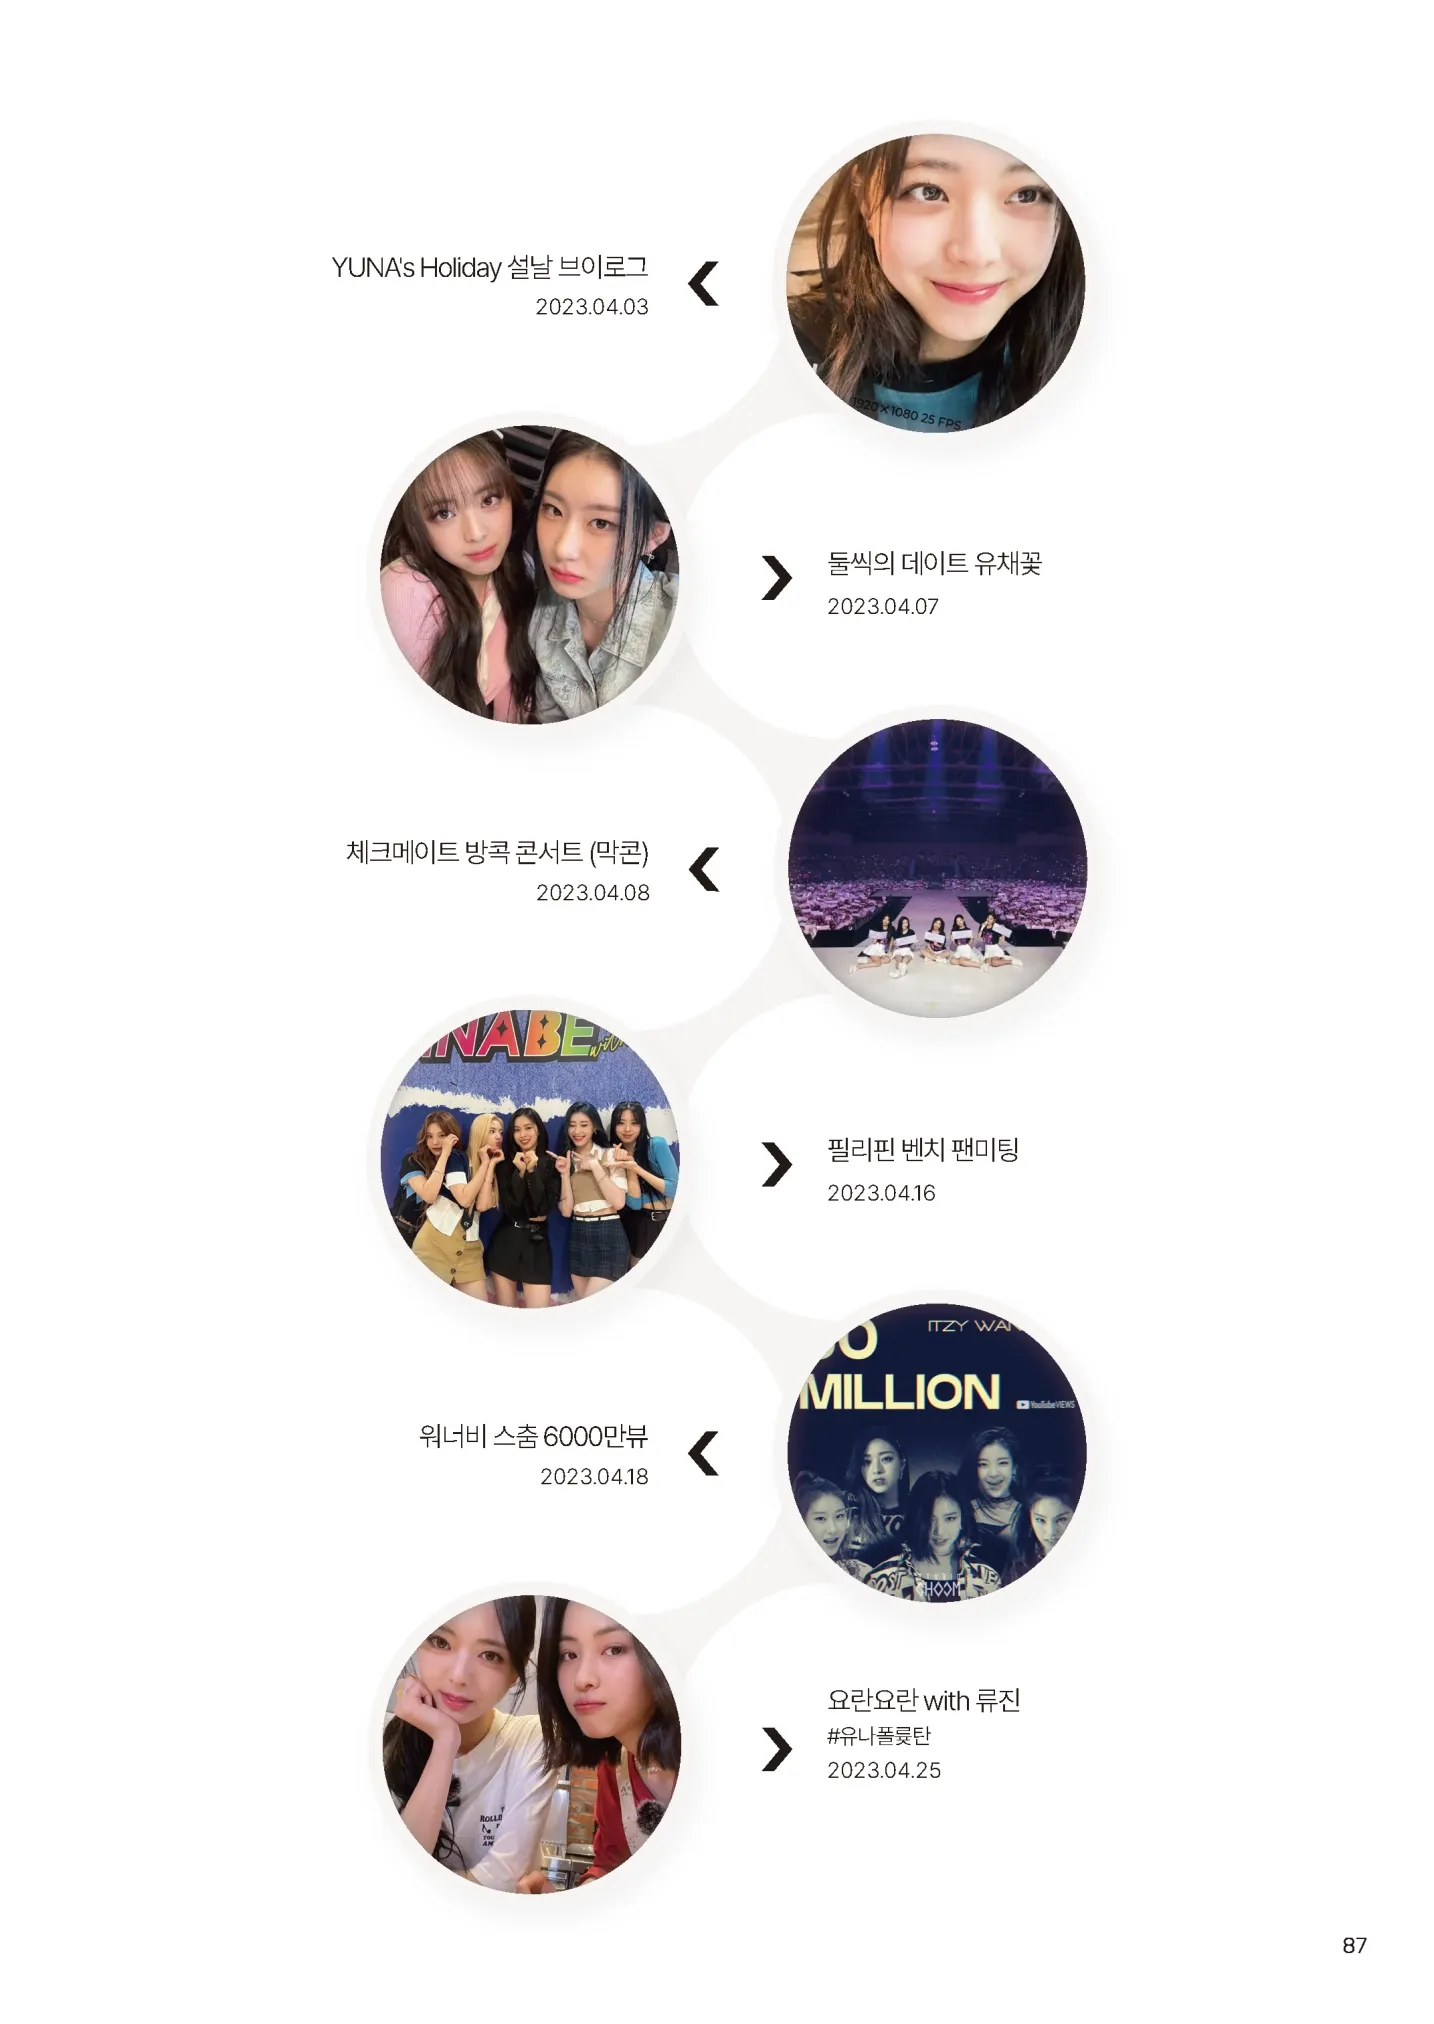 YUNA's Holiday 설날 브이로그
2023.04.03
1920×1080 25 FPS
둘씩의 데이트 유채꽃
2023.04.07
체크메이트 방콕 콘서트 (막콘)
2023.04.08
필리핀 벤치 팬미팅
2023.04.16
ITZY
MILLION
YouTube VIEWS
워너비 스춤 6000만뷰
2023.04.18
CHOOM
요란요란 with 류진
#유나폴륮탄
2023.04.25
87